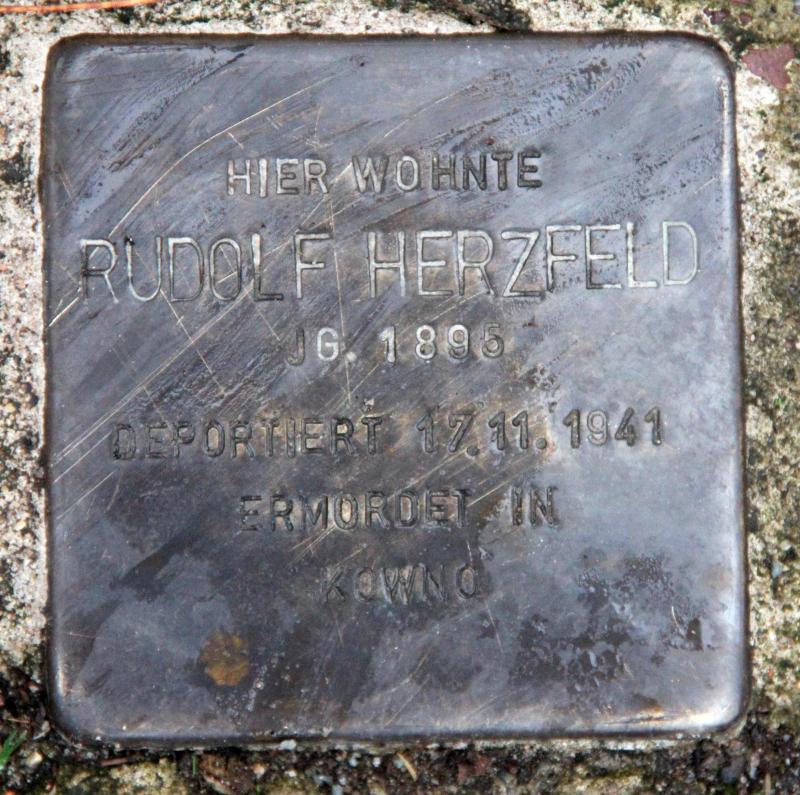 HIER WOHNTE
RUDOLF HERZFELD
JG. 1895
DEPORTIERT 17.11.1941
ERMORDET IN
KOWNO